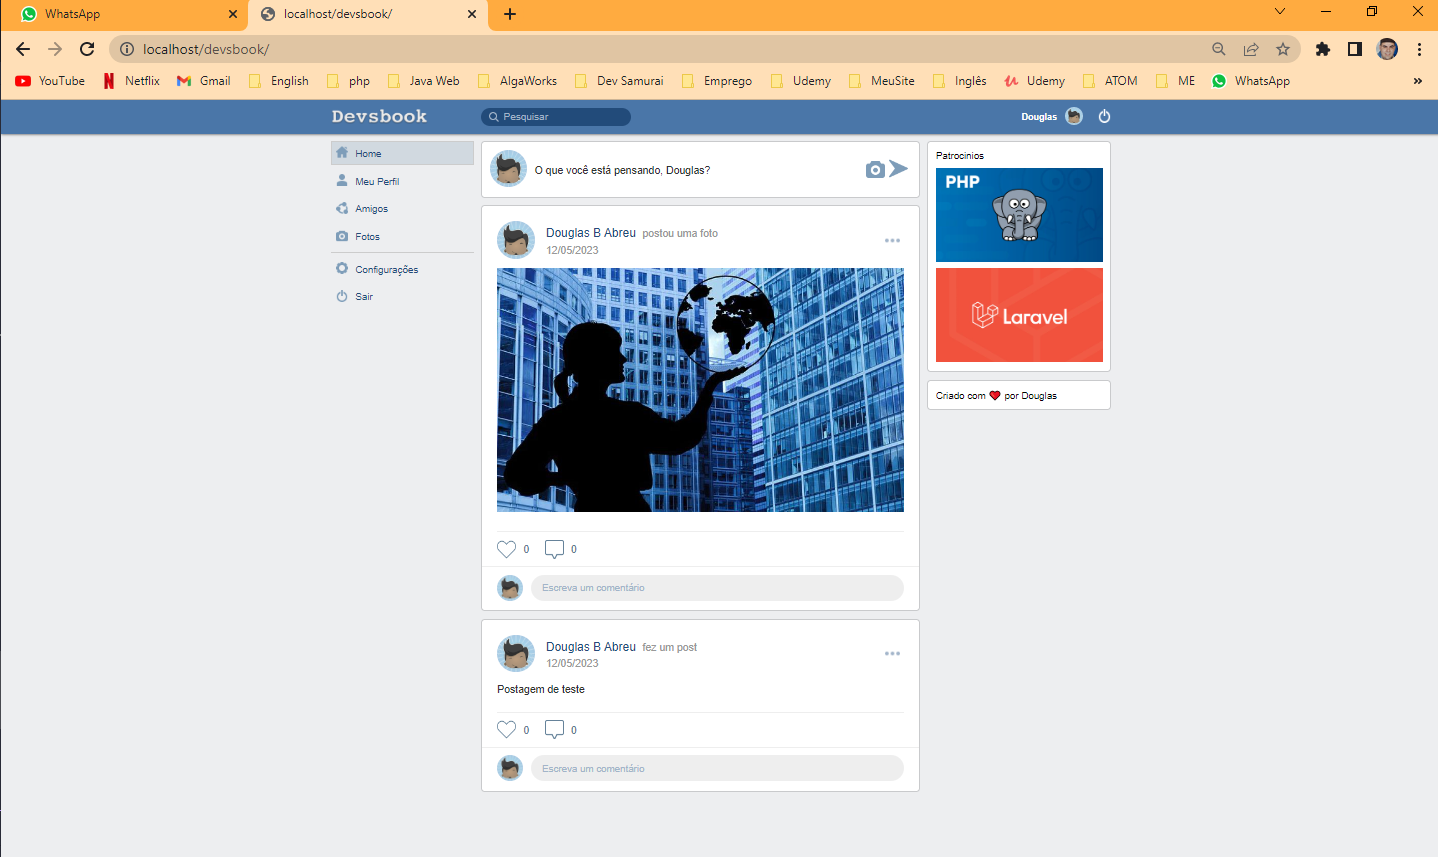 WhatsApp
localhost/devsbook/
localhost/devsbook/
YouTube Netflix Gmail English php Java Web AlgaWorks Dev Samurai Emprego Udemy MeuSite Inglês Udemy ATOM ME WhatsApp »
Devsbook Pesquisar Douglas
Home
Meu Perfil
Amigos
Fotos
Configurações
Sair
O que você está pensando, Douglas?
Douglas B Abreu postou uma foto
12/05/2023
0 0
Escreva um comentário
Douglas B Abreu fez um post
12/05/2023
Postagem de teste
0 0
Escreva um comentário
Patrocinios
PHP
Laravel
Criado com ❤ por Douglas